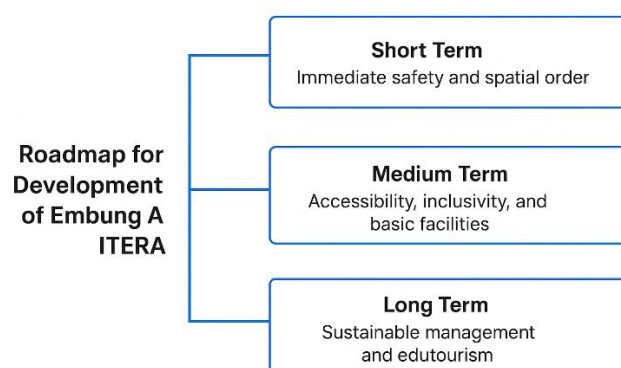 Roadmap for
Development
of Embung A
ITERA
Short Term
Immediate safety and spatial order
Medium Term
Accessibility, inclusivity, and
basic facilities
Long Term
Sustainable management
and edutourism